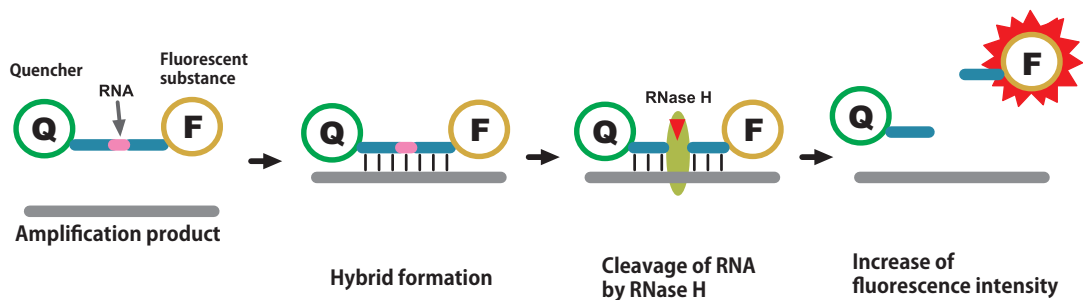 Quencher
Fluorescent
substance
RNA
Q
F
Amplification product
Q
F
Hybrid formation
RNase H
Q
F
Cleavage of RNA
by RNase H
F
Q
Increase of
fluorescence intensity